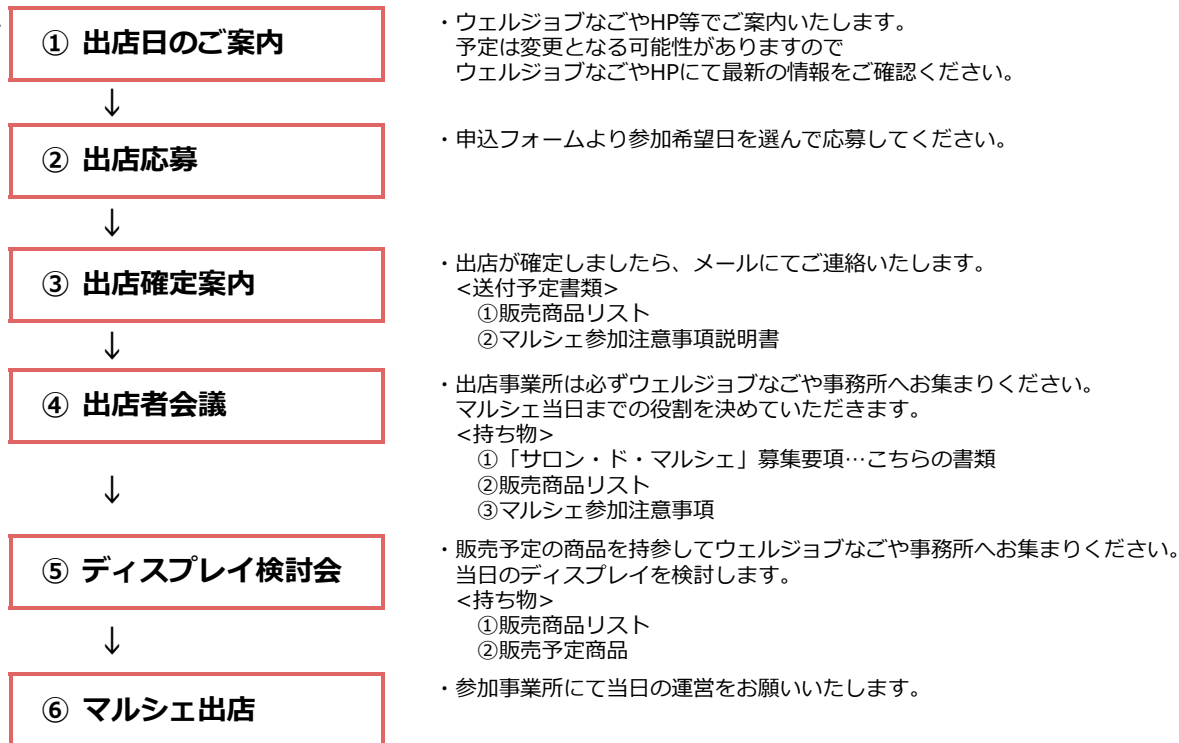 ① 出店日のご案内
・ウェルジョブなごやHP等でご案内いたします。
予定は変更となる可能性がありますので
ウェルジョブなごやHPにて最新の情報をご確認ください。
↓
② 出店応募
・申込フォームより参加希望日を選んで応募してください。
↓
③ 出店確定案内
・出店が確定しましたら、メールにてご連絡いたします。
<送付予定書類>
①販売商品リスト
②マルシェ参加注意事項説明書
↓
④ 出店者会議
・出店事業所は必ずウェルジョブなごや事務所へお集まりください。
マルシェ当日までの役割を決めていただきます。
<持ち物>
①「サロン・ド・マルシェ」募集要項…こちらの書類
②販売商品リスト
③マルシェ参加注意事項
↓
⑤ ディスプレイ検討会
・販売予定の商品を持参してウェルジョブなごや事務所へお集まりください。
当日のディスプレイを検討します。
<持ち物>
①販売商品リスト
②販売予定商品
↓
⑥ マルシェ出店
・参加事業所にて当日の運営をお願いいたします。